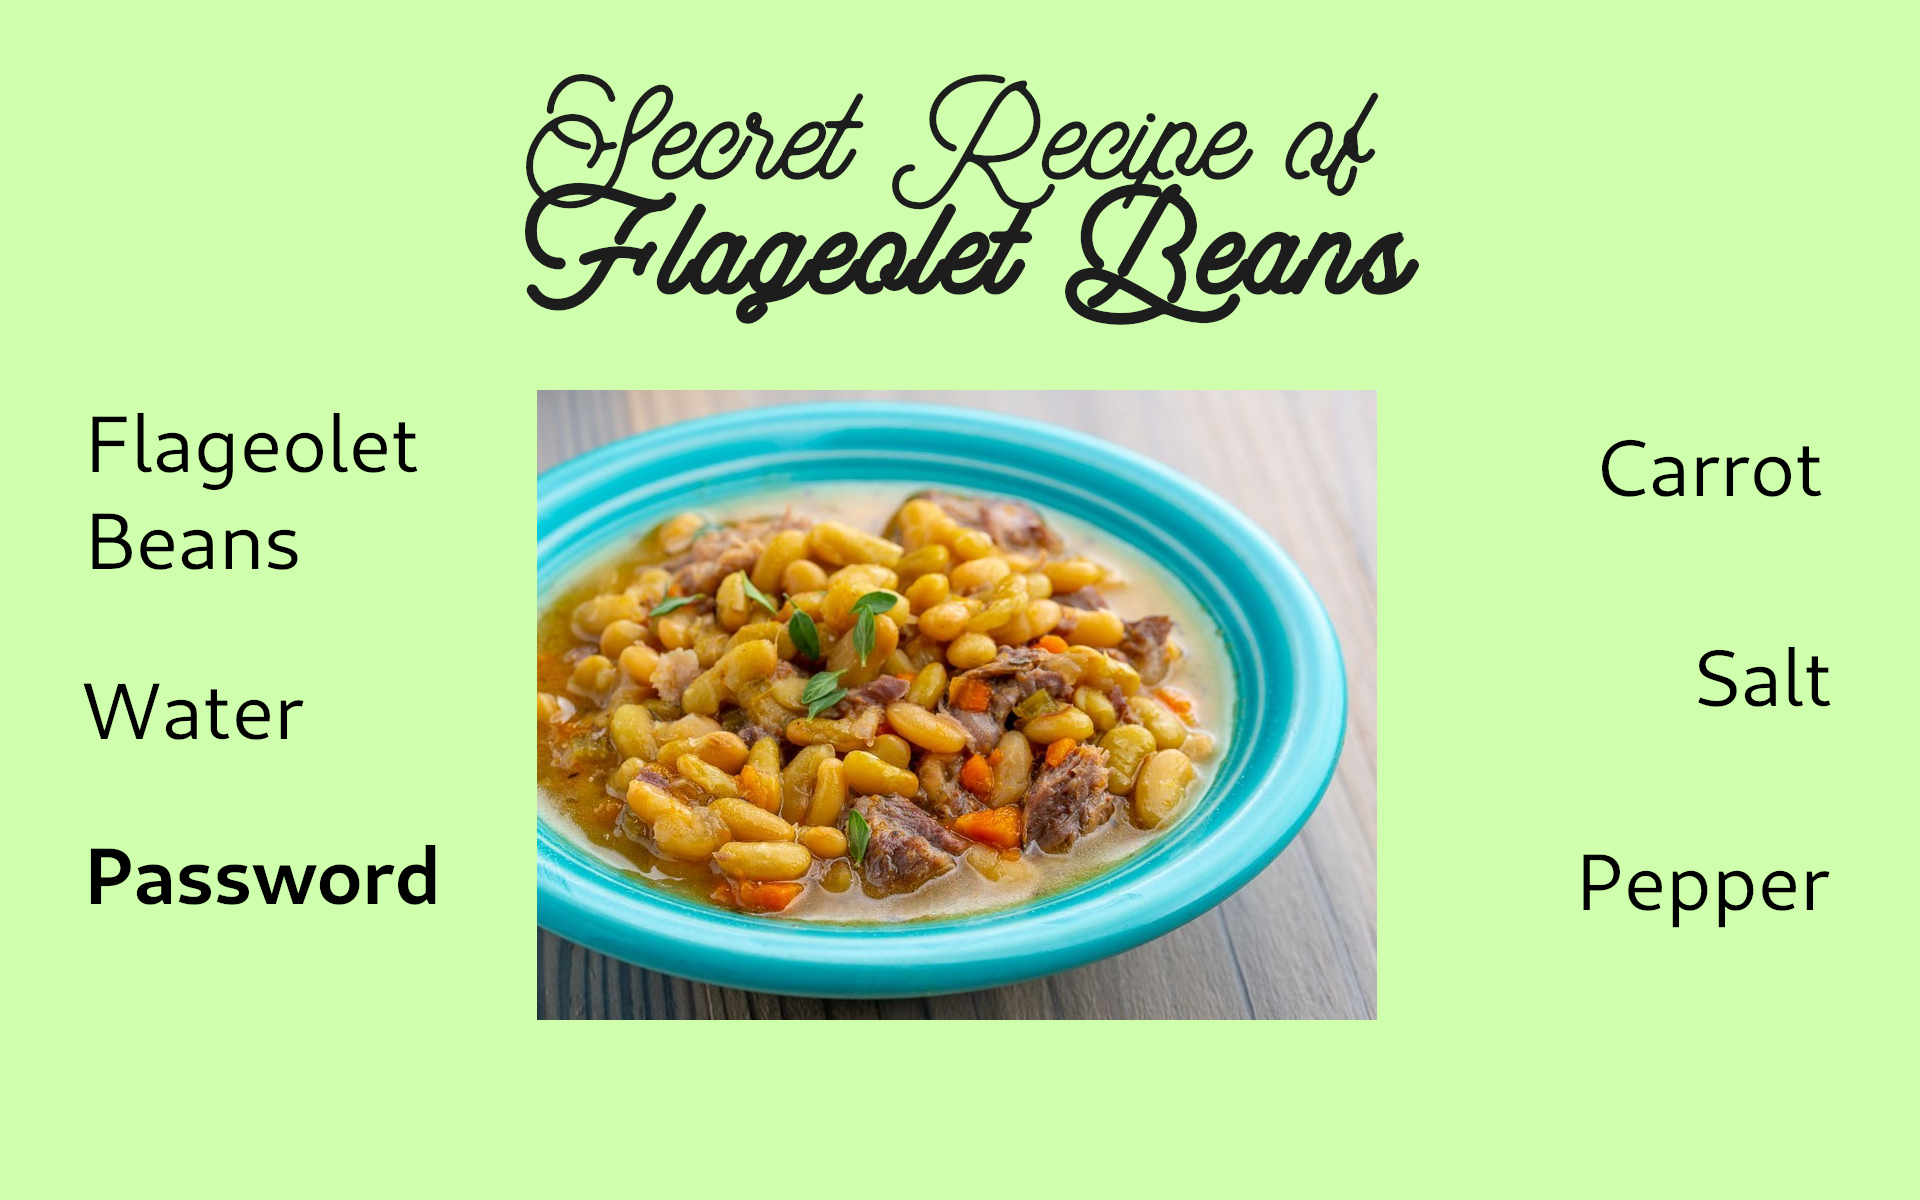 Secret Recipe of
Flageolet Beans
Flageolet
Beans
Water
Password
Carrot
Salt
Pepper